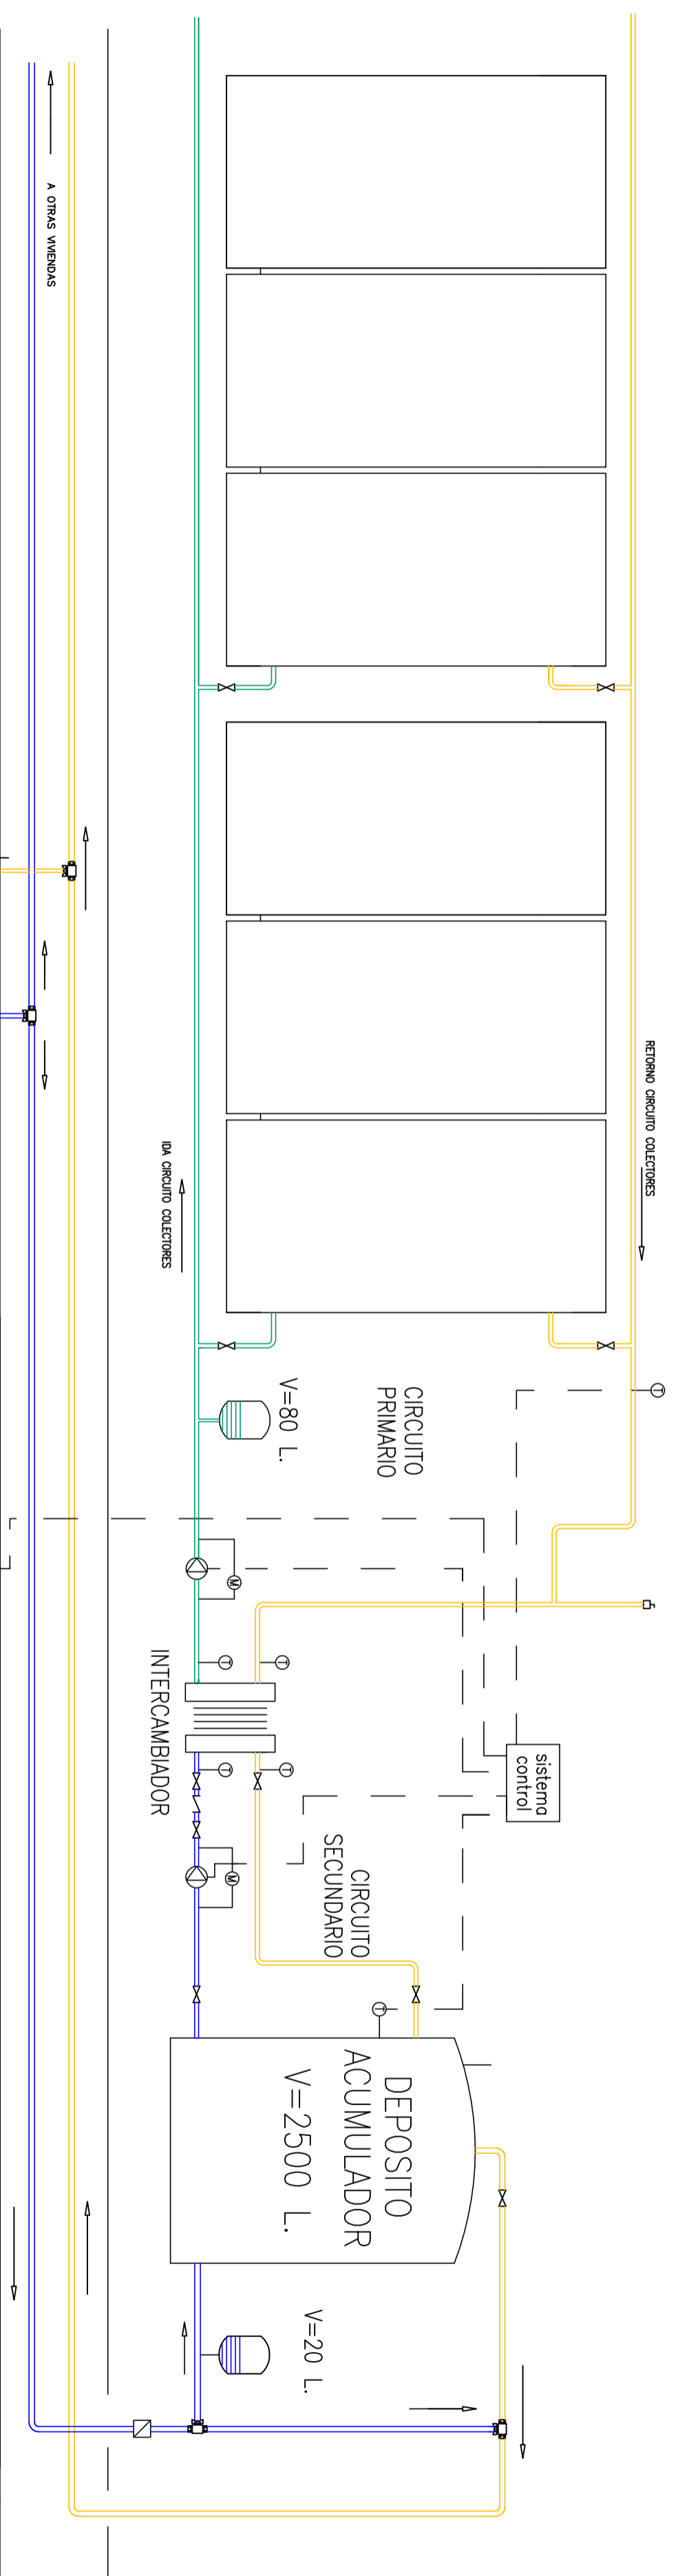 T
RETORNO CIRCUITO COLECTORES
sistema
control
CIRCUITO
PRIMARIO
T
DEPOSITO
ACUMULADOR
V=2500 L.
CIRCUITO
SECUNDARIO
V=20 L.
V=80 L.
T
T
M
M
T
T
IDA CIRCUITO COLECTORES
INTERCAMBIADOR
A OTRAS VIVIENDAS